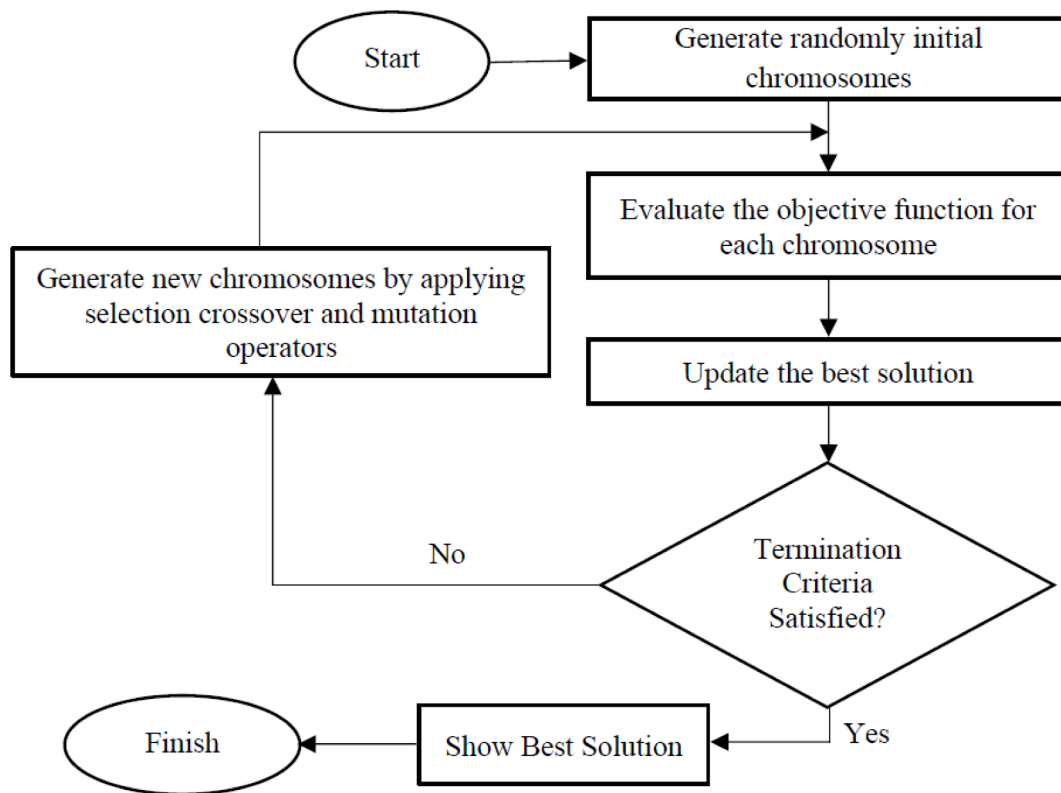 Start
Generate randomly initial
chromosomes
Evaluate the objective function for
each chromosome
Generate new chromosomes by applying
selection crossover and mutation
operators
Update the best solution
No
Termination
Criteria
Satisfied?
Yes
Show Best Solution
Finish